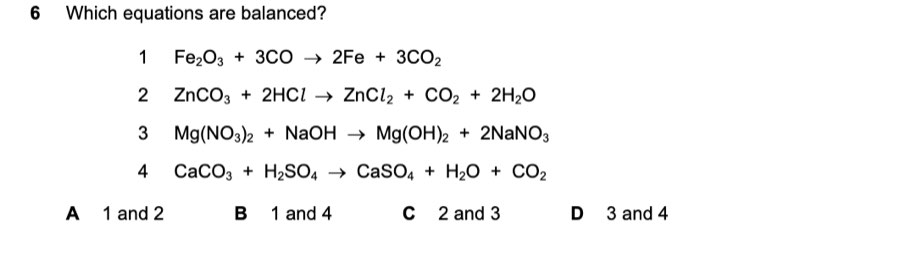 6 Which equations are balanced?
1 Fe₂O₃ + 3CO → 2Fe + 3CO₂
2 ZnCO₃ + 2HCl → ZnCl₂ + CO₂ + 2H₂O
3 Mg(NO₃)₂ + NaOH → Mg(OH)₂ + 2NaNO₃
4 CaCO₃ + H₂SO₄ → CaSO₄ + H₂O + CO₂
A 1 and 2 B 1 and 4 C 2 and 3 D 3 and 4